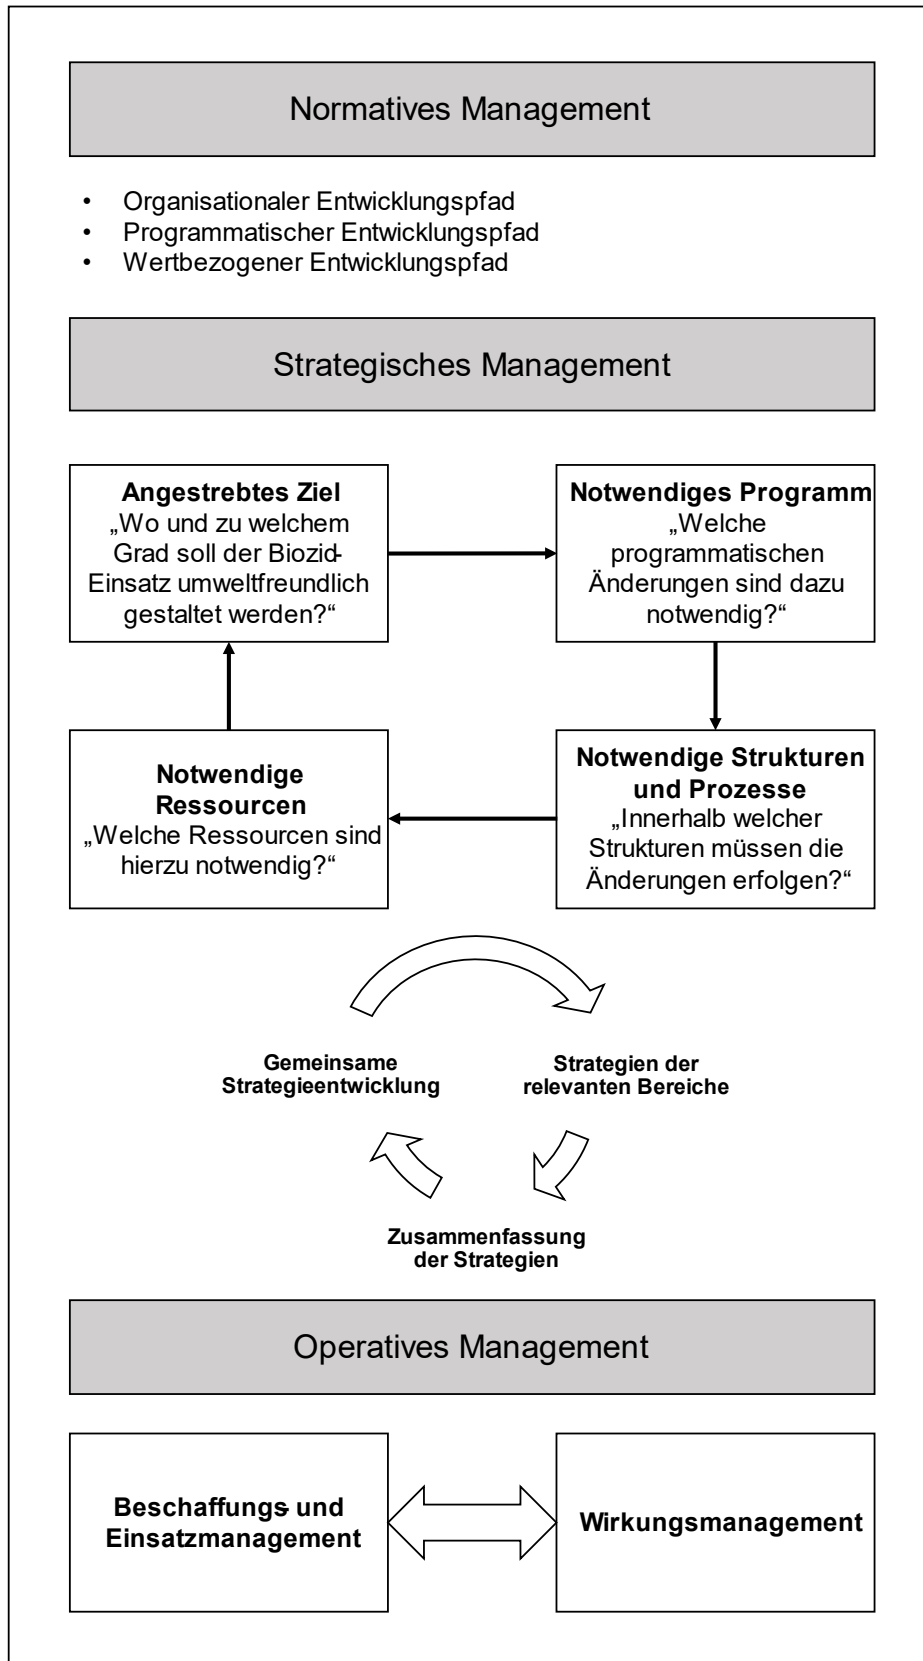 Normatives Management
• Organisationaler Entwicklungspfad
• Programmatischer Entwicklungspfad
• Wertbezogener Entwicklungspfad
Strategisches Management
Angestrebtes Ziel
„Wo und zu welchem
Grad soll der Biozid-
Einsatz umweltfreundlich
gestaltet werden?“
Notwendiges Programm
„Welche
programmatischen
Änderungen sind dazu
notwendig?“
Notwendige
Ressourcen
„Welche Ressourcen sind
hierzu notwendig?“
Notwendige Strukturen
und Prozesse
„Innerhalb welcher
Strukturen müssen die
Änderungen erfolgen?“
Gemeinsame
Strategieentwicklung
Strategien der
relevanten Bereiche
Zusammenfassung
der Strategien
Operatives Management
Beschaffungs- und
Einsatzmanagement
Wirkungsmanagement